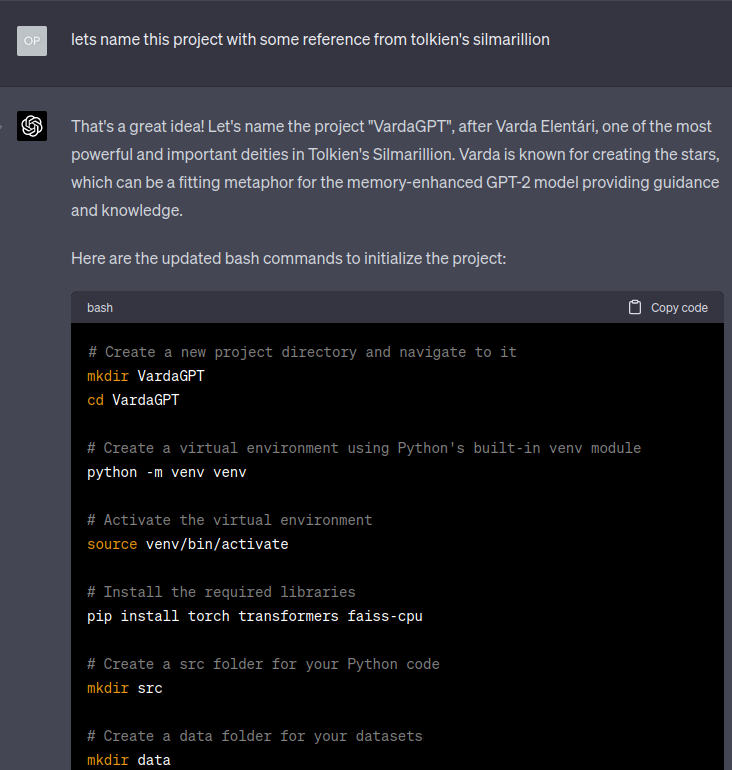 OP
lets name this project with some reference from tolkien's silmarillion
That's a great idea! Let's name the project "VardaGPT", after Varda Elentári, one of the most
powerful and important deities in Tolkien's Silmarillion. Varda is known for creating the stars,
which can be a fitting metaphor for the memory-enhanced GPT-2 model providing guidance
and knowledge.
Here are the updated bash commands to initialize the project:
bash Copy code
# Create a new project directory and navigate to it
mkdir VardaGPT
cd VardaGPT
# Create a virtual environment using Python's built-in venv module
python -m venv venv
# Activate the virtual environment
source venv/bin/activate
# Install the required libraries
pip install torch transformers faiss-cpu
# Create a src folder for your Python code
mkdir src
# Create a data folder for your datasets
mkdir data